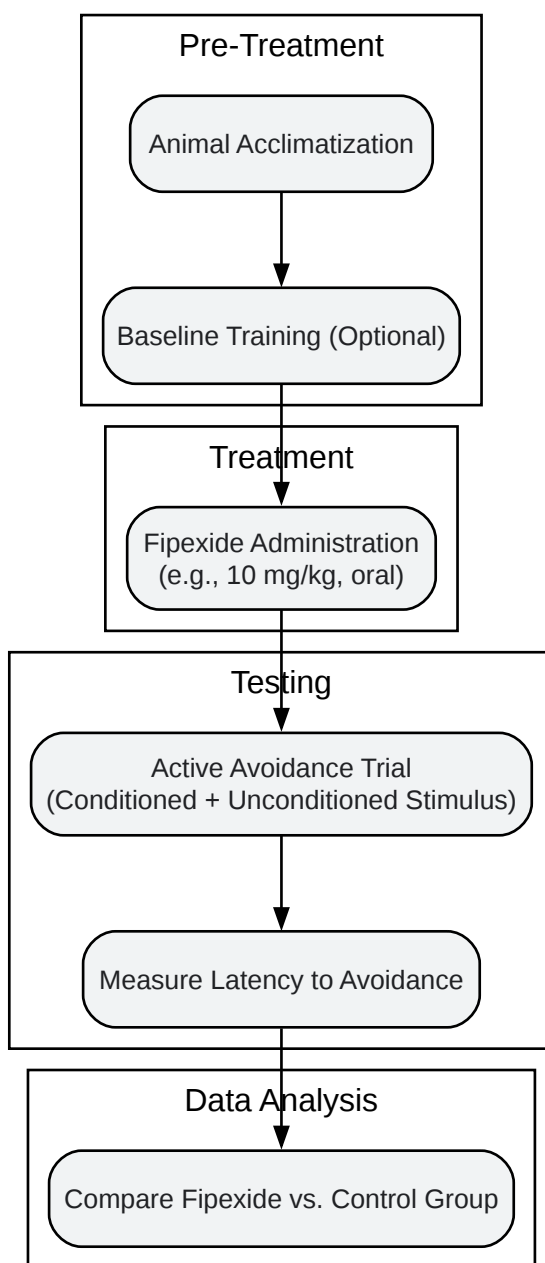 Pre-Treatment
Animal Acclimatization
Baseline Training (Optional)
Treatment
Fipexide Administration
(e.g., 10 mg/kg, oral)
Testing
Active Avoidance Trial
(Conditioned + Unconditioned Stimulus)
Measure Latency to Avoidance
Data Analysis
Compare Fipexide vs. Control Group